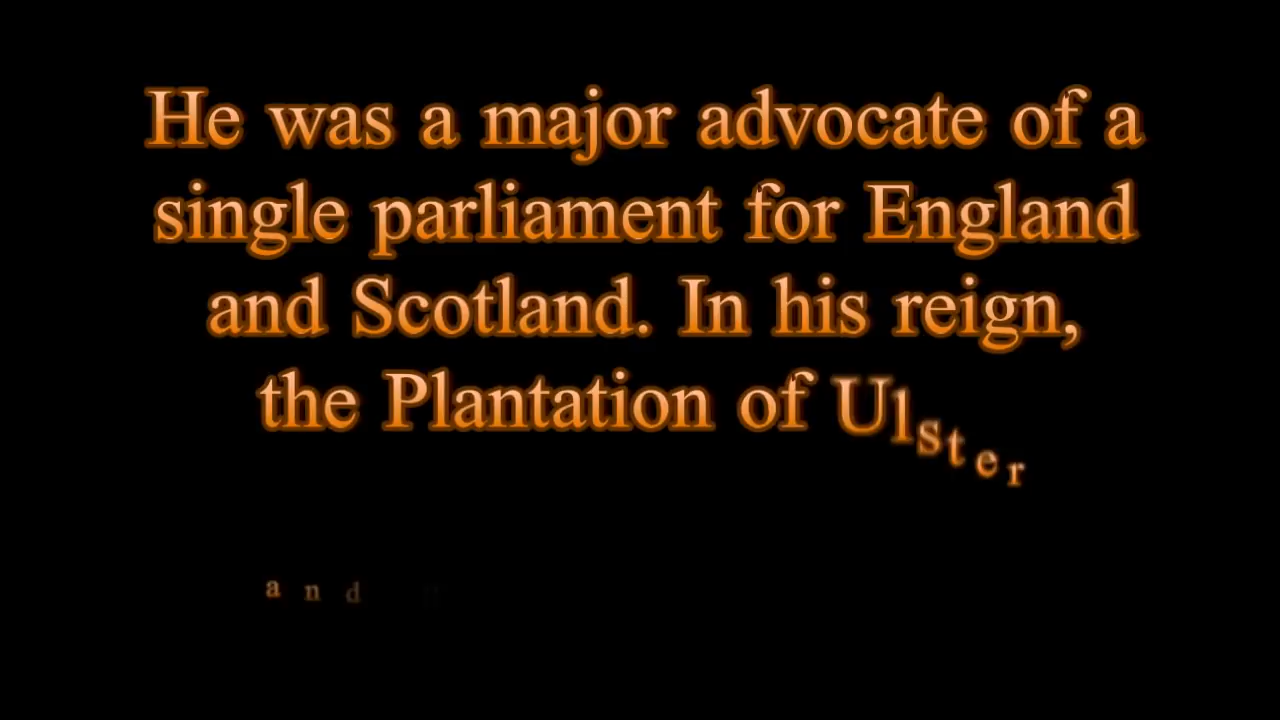 He was a major advocate of a
single parliament for England
and Scotland. In his reign,
the Plantation of Ulster
and